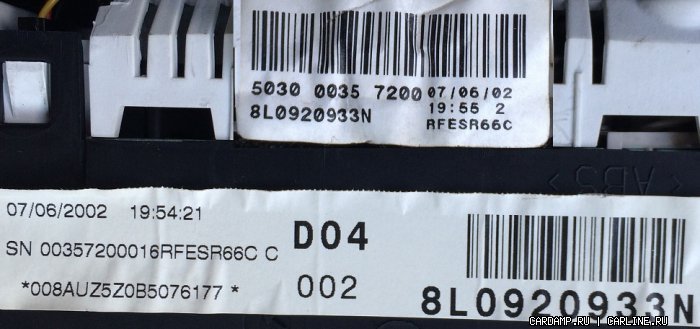 5030 0035 7200 07/06/02
19:55 2
8L0920933N
RFESR66C
> ABS <
07/06/2002 19:54:21
D04
SN 00357200016RFESR66C C
002
*008AUZ5Z0B5076177 *
8L0920933N
CARDAMP.RU | CARLINE.RU